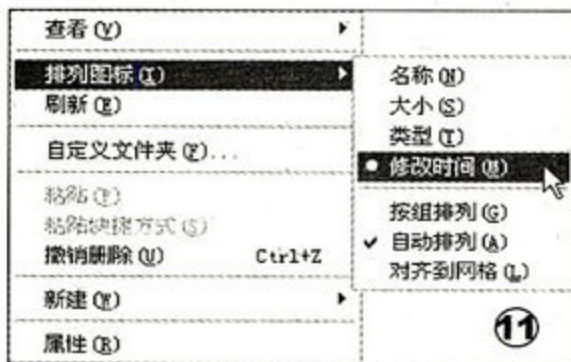 查看(V)
排列图标(I)
刷新(E)
自定义文件夹(F)...
粘贴(P)
粘贴快捷方式(S)
撤销删除(U) Ctrl+Z
新建(W)
属性(R)
名称(N)
大小(S)
类型(T)
修改时间(M)
按组排列(G)
自动排列(A)
对齐到网格(L)
11